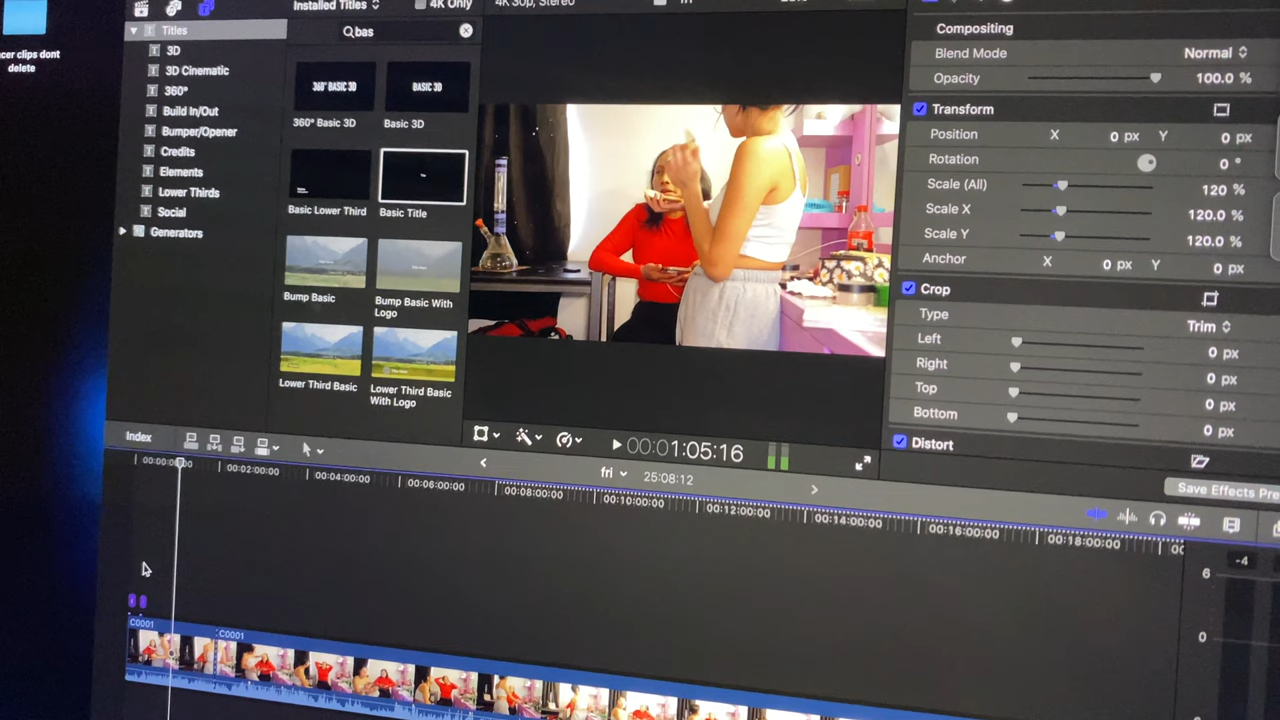 cer clips dont
delete
Installed Titles
4K Only
4K 30p, Stereo
Titles
3D
3D Cinematic
360°
Build In/Out
Bumper/Opener
Credits
Elements
Lower Thirds
Social
Generators
bas
360° BASIC 3D
BASIC 3D
360° Basic 3D
Basic 3D
Basic Lower Third
Basic Title
Bump Basic
Bump Basic With
Logo
Lower Third Basic
Lower Third Basic
With Logo
Compositing
Blend Mode
Normal
Opacity
100.0 %
Transform
Position
X
0 px
Y
0 px
Rotation
0 °
Scale (All)
120 %
Scale X
120.0 %
Scale Y
120.0 %
Anchor
X
0 px
Y
0 px
Crop
Type
Trim
Left
0 px
Right
0 px
Top
0 px
Bottom
0 px
Distort
Save Effects Pre
Index
00:01:05:16
fri
25:08:12
00:00:00:00
00:02:00:00
00:04:00:00
00:06:00:00
00:08:00:00
00:10:00:00
00:12:00:00
00:14:00:00
00:16:00:00
00:18:00:00
00
-4
6
0
C0001
C0001